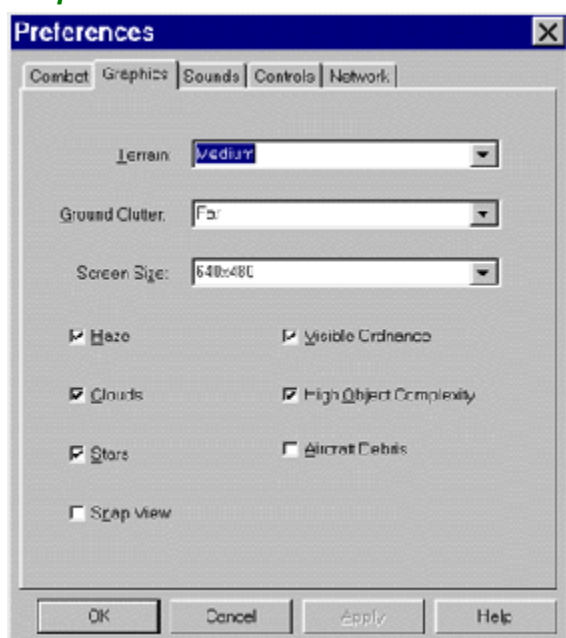 Preferences
Combat Graphics Sounds Controls Network
Terrain: Medium
Ground Clutter: Far
Screen Size: 640x480
Haze Visible Ordnance
Clouds High Object Complexity
Stars Aircraft Debris
Snap View
OK Cancel Apply Help